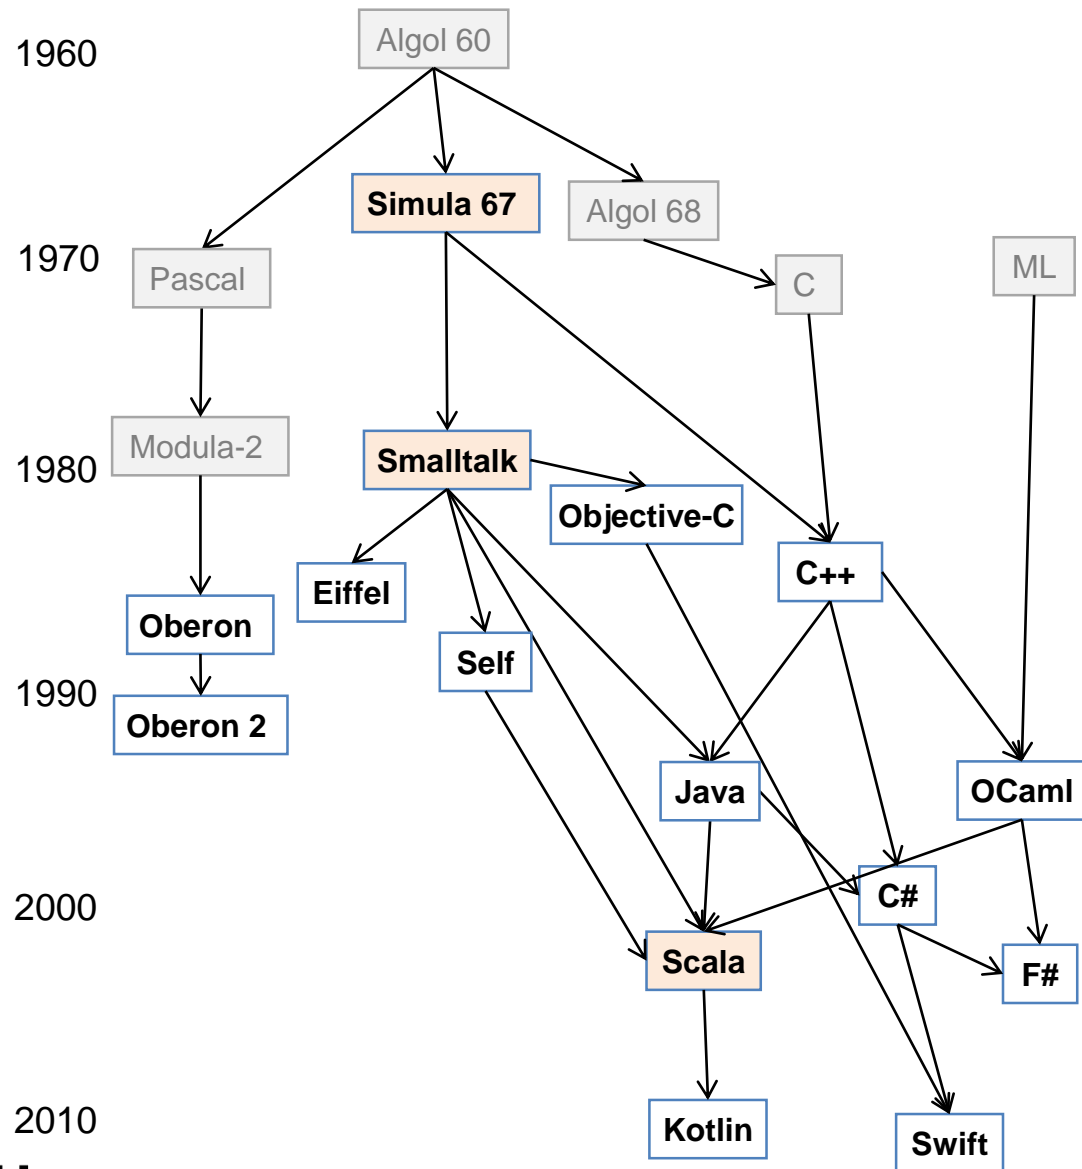 1960
Algol 60
Simula 67
Algol 68
1970
Pascal
C
ML
Modula-2
1980
Smalltalk
Objective-C
C++
Eiffel
Oberon
Self
1990
Oberon 2
Java
OCaml
C#
2000
Scala
F#
2010
Kotlin
Swift